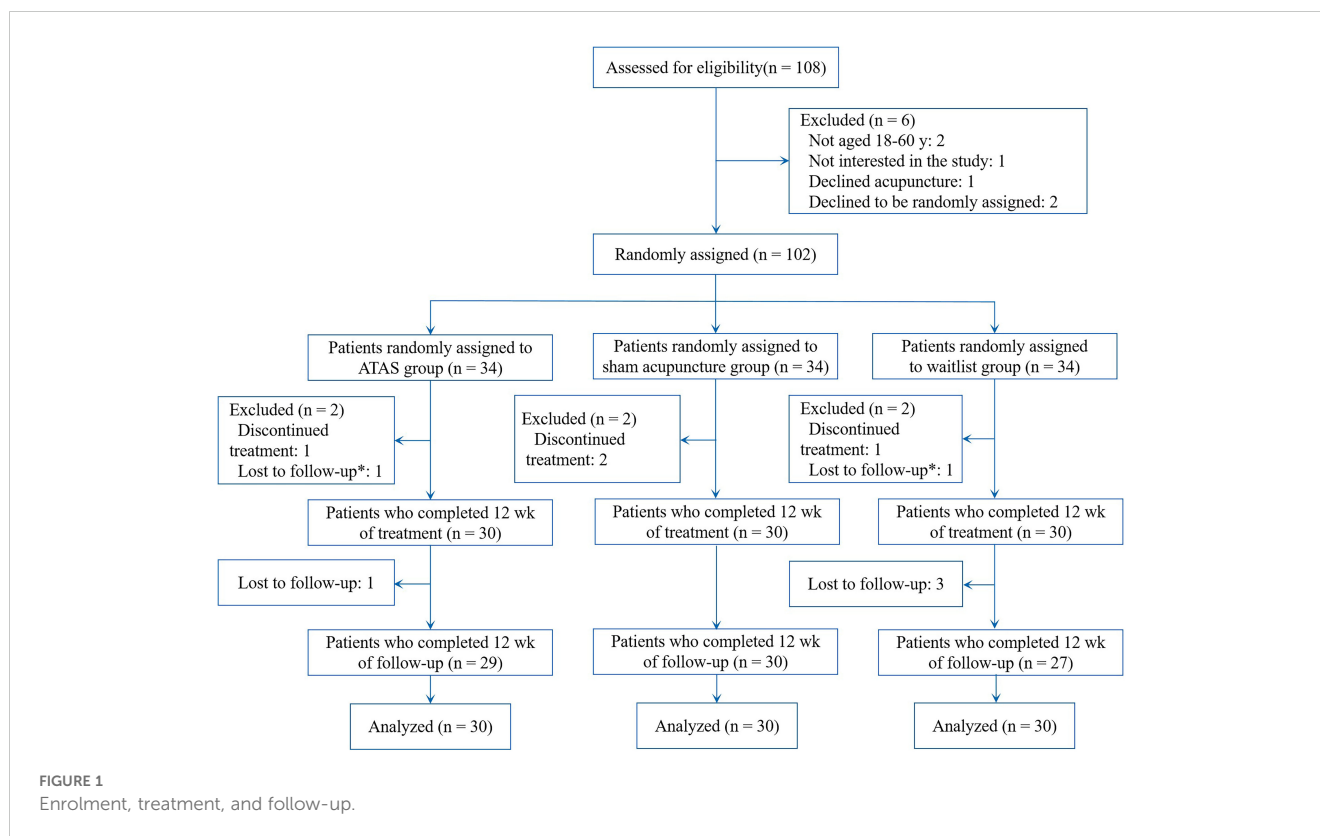 Assessed for eligibility(n = 108)
Excluded (n = 6)
Not aged 18-60 y: 2
Not interested in the study: 1
Declined acupuncture: 1
Declined to be randomly assigned: 2
Randomly assigned (n = 102)
Patients randomly assigned to
ATAS group (n = 34)
Patients randomly assigned to
sham acupuncture group (n = 34)
Patients randomly assigned
to waitlist group (n = 34)
Excluded (n = 2)
Discontinued
treatment: 1
Lost to follow-up*: 1
Excluded (n = 2)
Discontinued
treatment: 2
Excluded (n = 2)
Discontinued
treatment: 1
Lost to follow-up*: 1
Patients who completed 12 wk
of treatment (n = 30)
Patients who completed 12 wk
of treatment (n = 30)
Patients who completed 12 wk
of treatment (n = 30)
Lost to follow-up: 1
Lost to follow-up: 3
Patients who completed 12 wk
of follow-up (n = 29)
Patients who completed 12 wk
of follow-up (n = 30)
Patients who completed 12 wk
of follow-up (n = 27)
Analyzed (n = 30)
Analyzed (n = 30)
Analyzed (n = 30)
FIGURE 1
Enrolment, treatment, and follow-up.